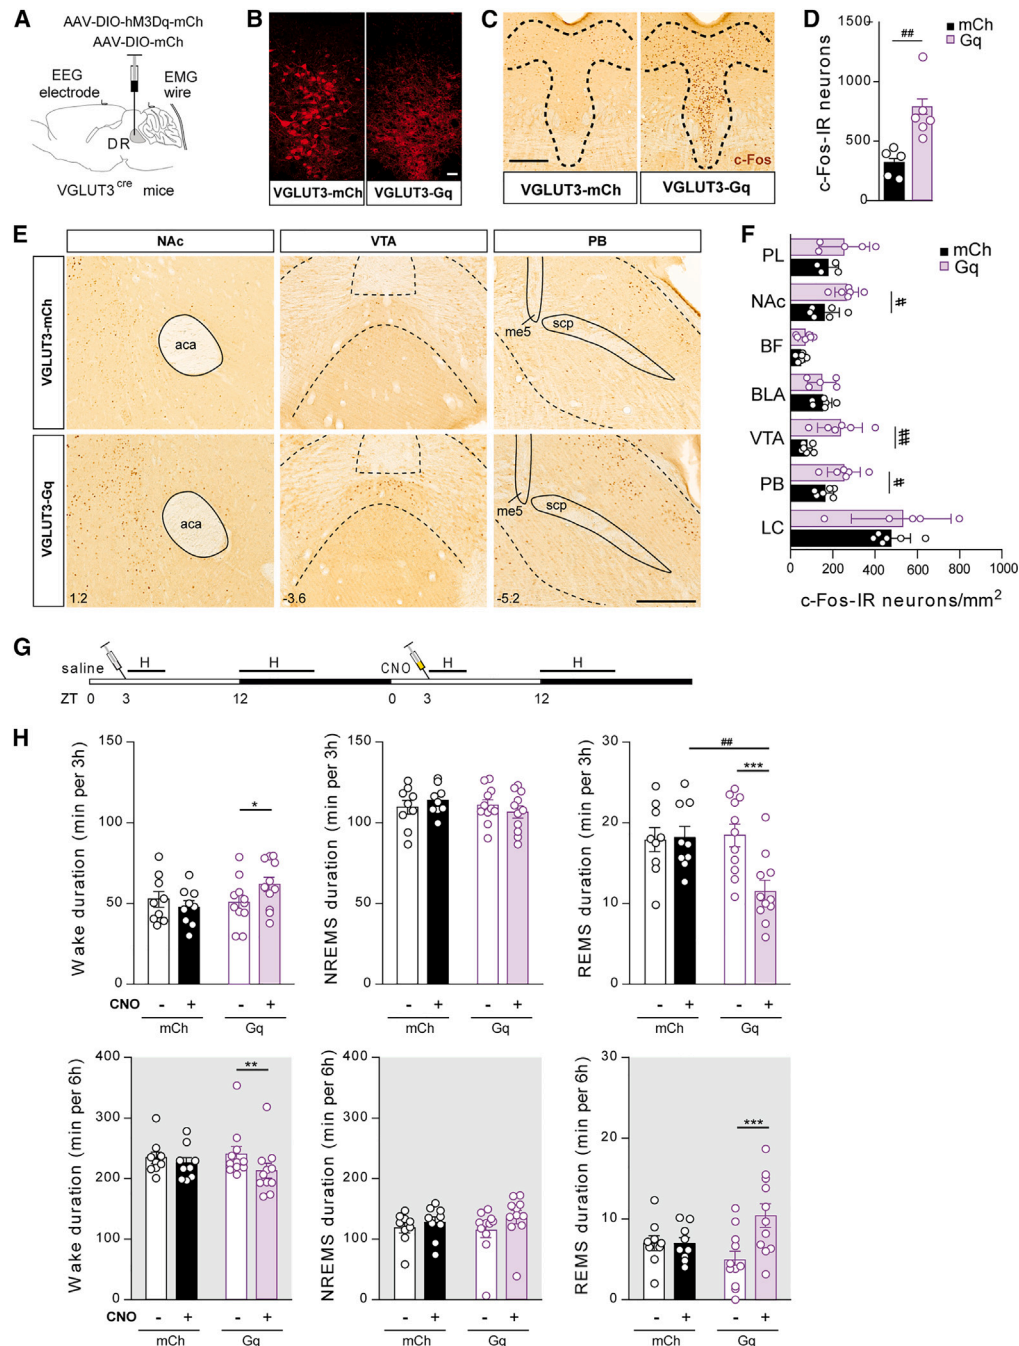 A
AAV-DIO-hM3Dq-mCh
AAV-DIO-mCh
EEG electrode
EMG wire
DR
VGLUT3cre mice
B
VGLUT3-mCh
VGLUT3-Gq
C
c-Fos
VGLUT3-mCh
VGLUT3-Gq
D
c-Fos-IR neurons
1500
1000
500
0
##
mCh
Gq
E
NAc
VTA
PB
VGLUT3-mCh
aca
me5
scp
VGLUT3-Gq
aca
me5
scp
1.2
-3.6
-5.2
F
mCh
Gq
PL
NAc
#
BF
BLA
VTA
###
PB
#
LC
0 200 400 600 800 1000
c-Fos-IR neurons/mm2
G
saline
H
H
CNO
H
H
ZT 0 3 12 0 3 12
H
Wake duration (min per 3h)
150
100
50
0
*
CNO - + - +
mCh
Gq
NREMS duration (min per 3h)
150
100
50
0
- + - +
mCh
Gq
REMS duration (min per 3h)
30
20
10
0
##
***
- + - +
mCh
Gq
Wake duration (min per 6h)
400
300
200
100
0
**
CNO - + - +
mCh
Gq
NREMS duration (min per 6h)
400
300
200
100
0
- + - +
mCh
Gq
REMS duration (min per 6h)
30
20
10
0
***
- + - +
mCh
Gq